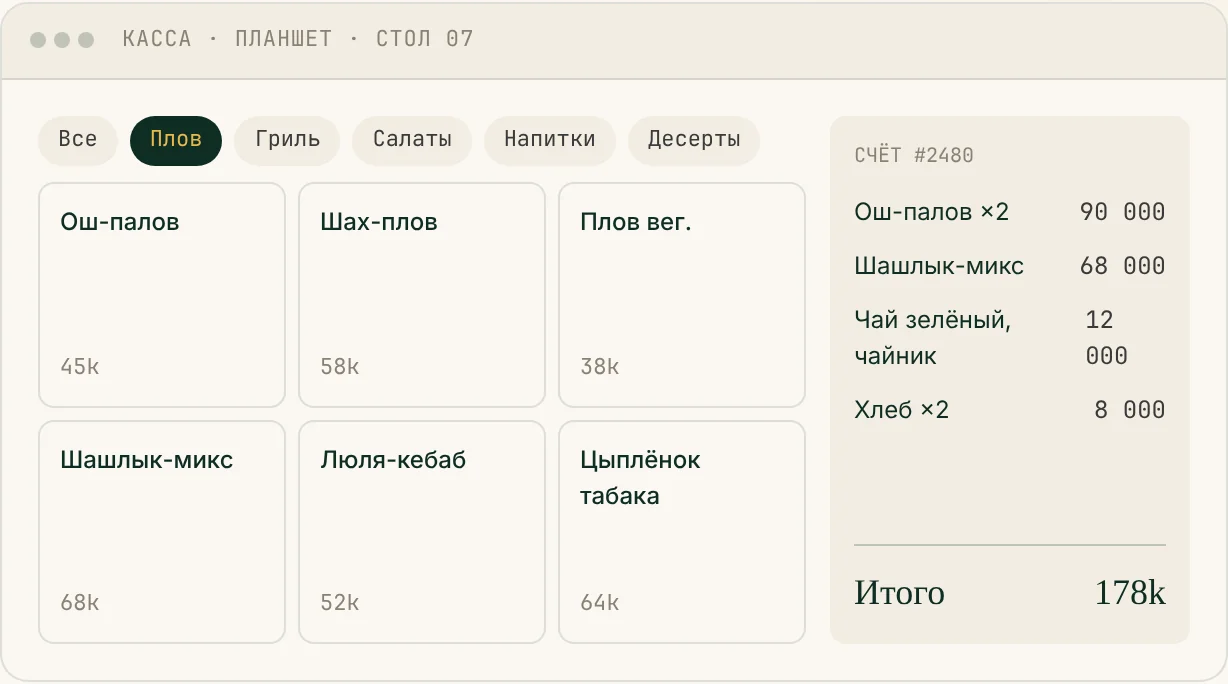 КАССА · ПЛАНШЕТ · СТОЛ 07
Все
Плов
Гриль
Салаты
Напитки
Десерты
Ош-палов
45k
Шах-плов
58k
Плов вег.
38k
Шашлык-микс
68k
Люля-кебаб
52k
Цыплёнок
табака
64k
СЧЁТ #2480
Ош-палов ×2 90 000
Шашлык-микс 68 000
Чай зелёный, 12
чайник 000
Хлеб ×2 8 000
Итого 178k